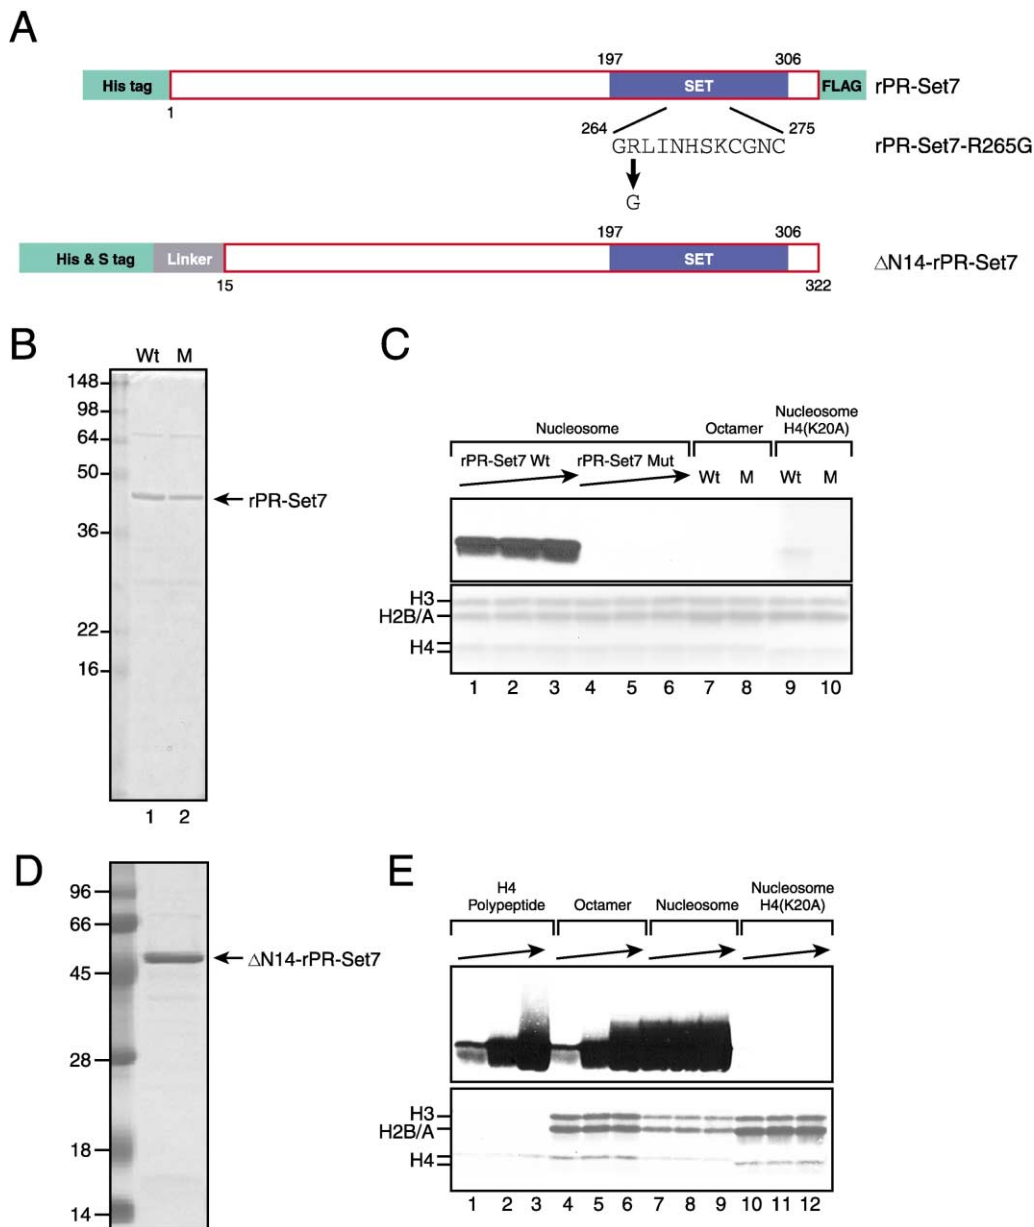 A
197 306
His tag SET FLAG rPR-Set7
1
264 275
GRLINHSKCGNC rPR-Set7-R265G
G
197 306
His & S tag Linker SET ΔN14-rPR-Set7
15 322
B
Wt M
148
98
64
50
rPR-Set7
36
22
16
1 2
C
Nucleosome Octamer Nucleosome H4(K20A)
rPR-Set7 Wt rPR-Set7 Mut Wt M Wt M
H3
H2B/A
H4
1 2 3 4 5 6 7 8 9 10
D
96
66
ΔN14-rPR-Set7
45
28
18
14
E
H4 Polypeptide Octamer Nucleosome Nucleosome H4(K20A)
H3
H2B/A
H4
1 2 3 4 5 6 7 8 9 10 11 12